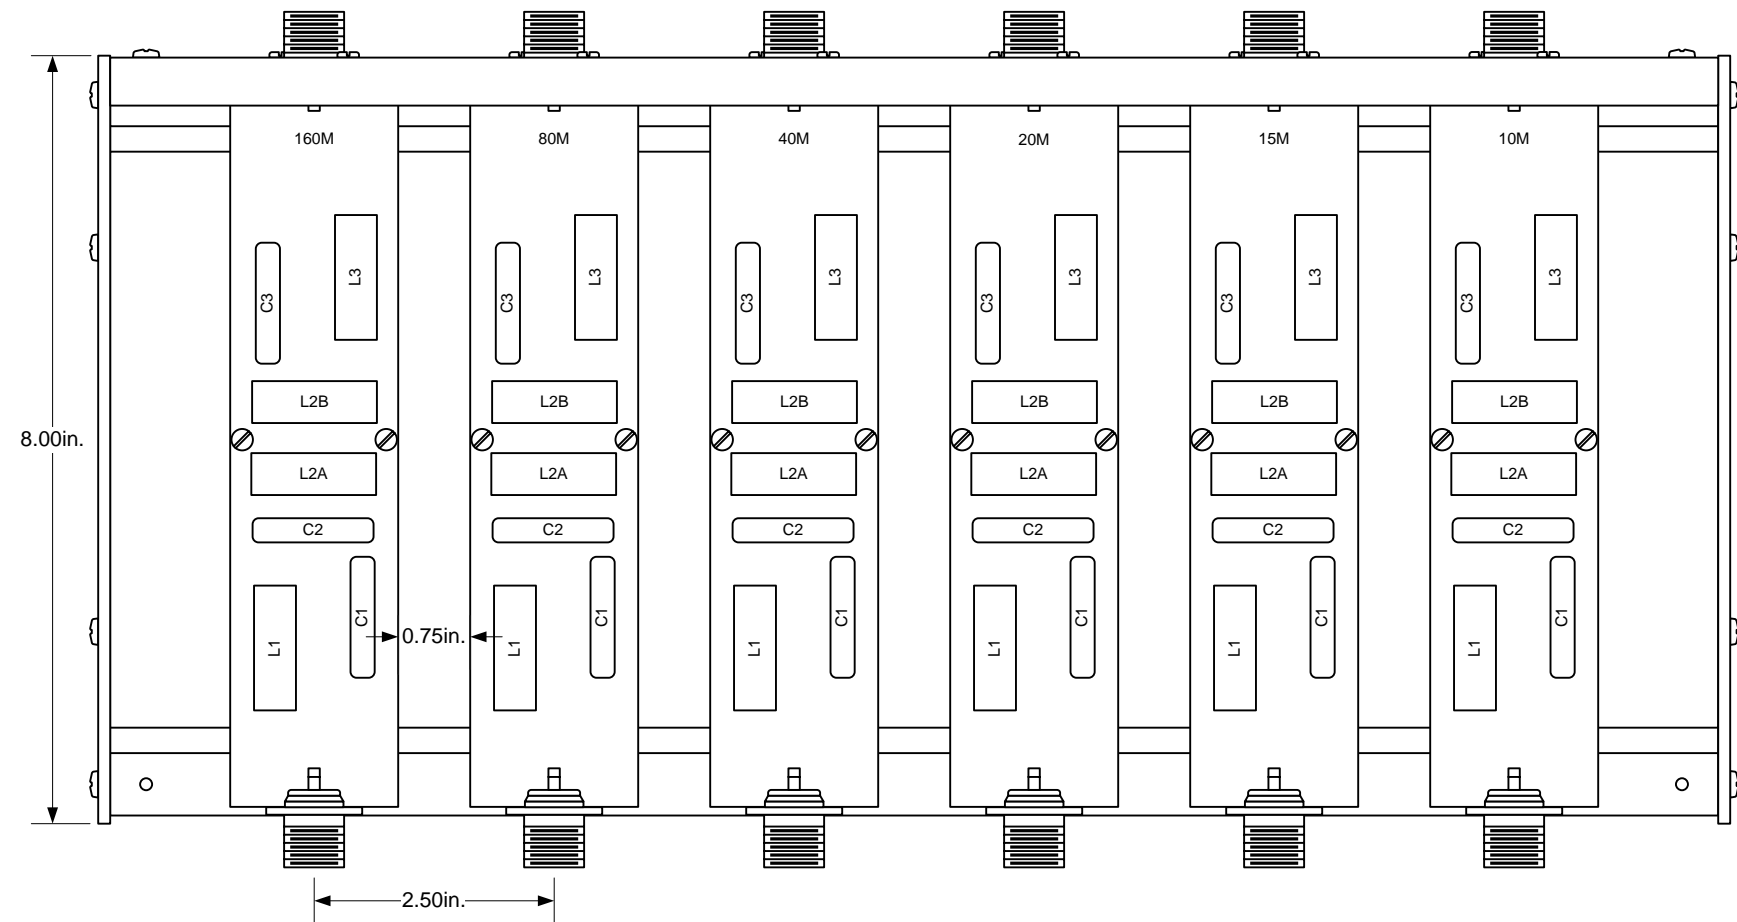 160M 80M 40M 20M 15M 10M
L3 L3 L3 L3 L3 L3
C3 C3 C3 C3 C3 C3
L2B L2B L2B L2B L2B L2B
8.00in.
L2A L2A L2A L2A L2A L2A
C2 C2 C2 C2 C2 C2
C1 C1 C1 C1 C1 C1
0.75in.
L1 L1 L1 L1 L1 L1
2.50in.